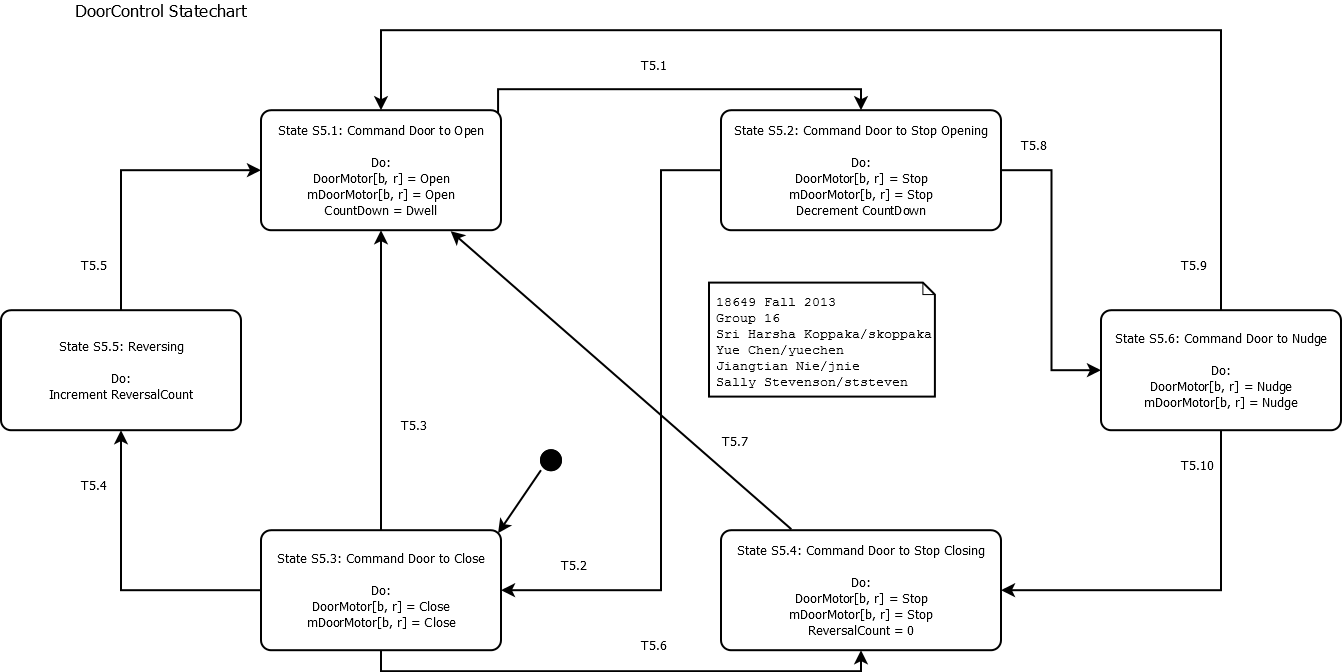 DoorControl Statechart
T5.1
State S5.1: Command Door to Open
Do:
DoorMotor[b, r] = Open
mDoorMotor[b, r] = Open
CountDown = Dwell
State S5.2: Command Door to Stop Opening
Do:
DoorMotor[b, r] = Stop
mDoorMotor[b, r] = Stop
Decrement CountDown
T5.8
T5.5
T5.9
18649 Fall 2013
Group 16
Sri Harsha Koppaka/skoppaka
Yue Chen/yuechen
Jiangtian Nie/jnie
Sally Stevenson/ststeven
State S5.5: Reversing
Do:
Increment ReversalCount
State S5.6: Command Door to Nudge
Do:
DoorMotor[b, r] = Nudge
mDoorMotor[b, r] = Nudge
T5.3
T5.7
T5.10
T5.4
State S5.3: Command Door to Close
Do:
DoorMotor[b, r] = Close
mDoorMotor[b, r] = Close
T5.2
State S5.4: Command Door to Stop Closing
Do:
DoorMotor[b, r] = Stop
mDoorMotor[b, r] = Stop
ReversalCount = 0
T5.6